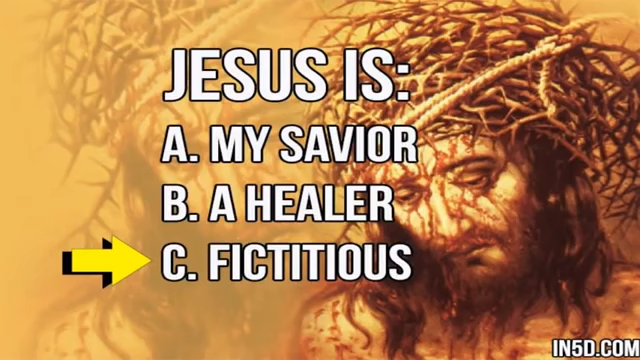 JESUS IS:
A. MY SAVIOR
B. A HEALER
C. FICTITIOUS
IN5D.COM